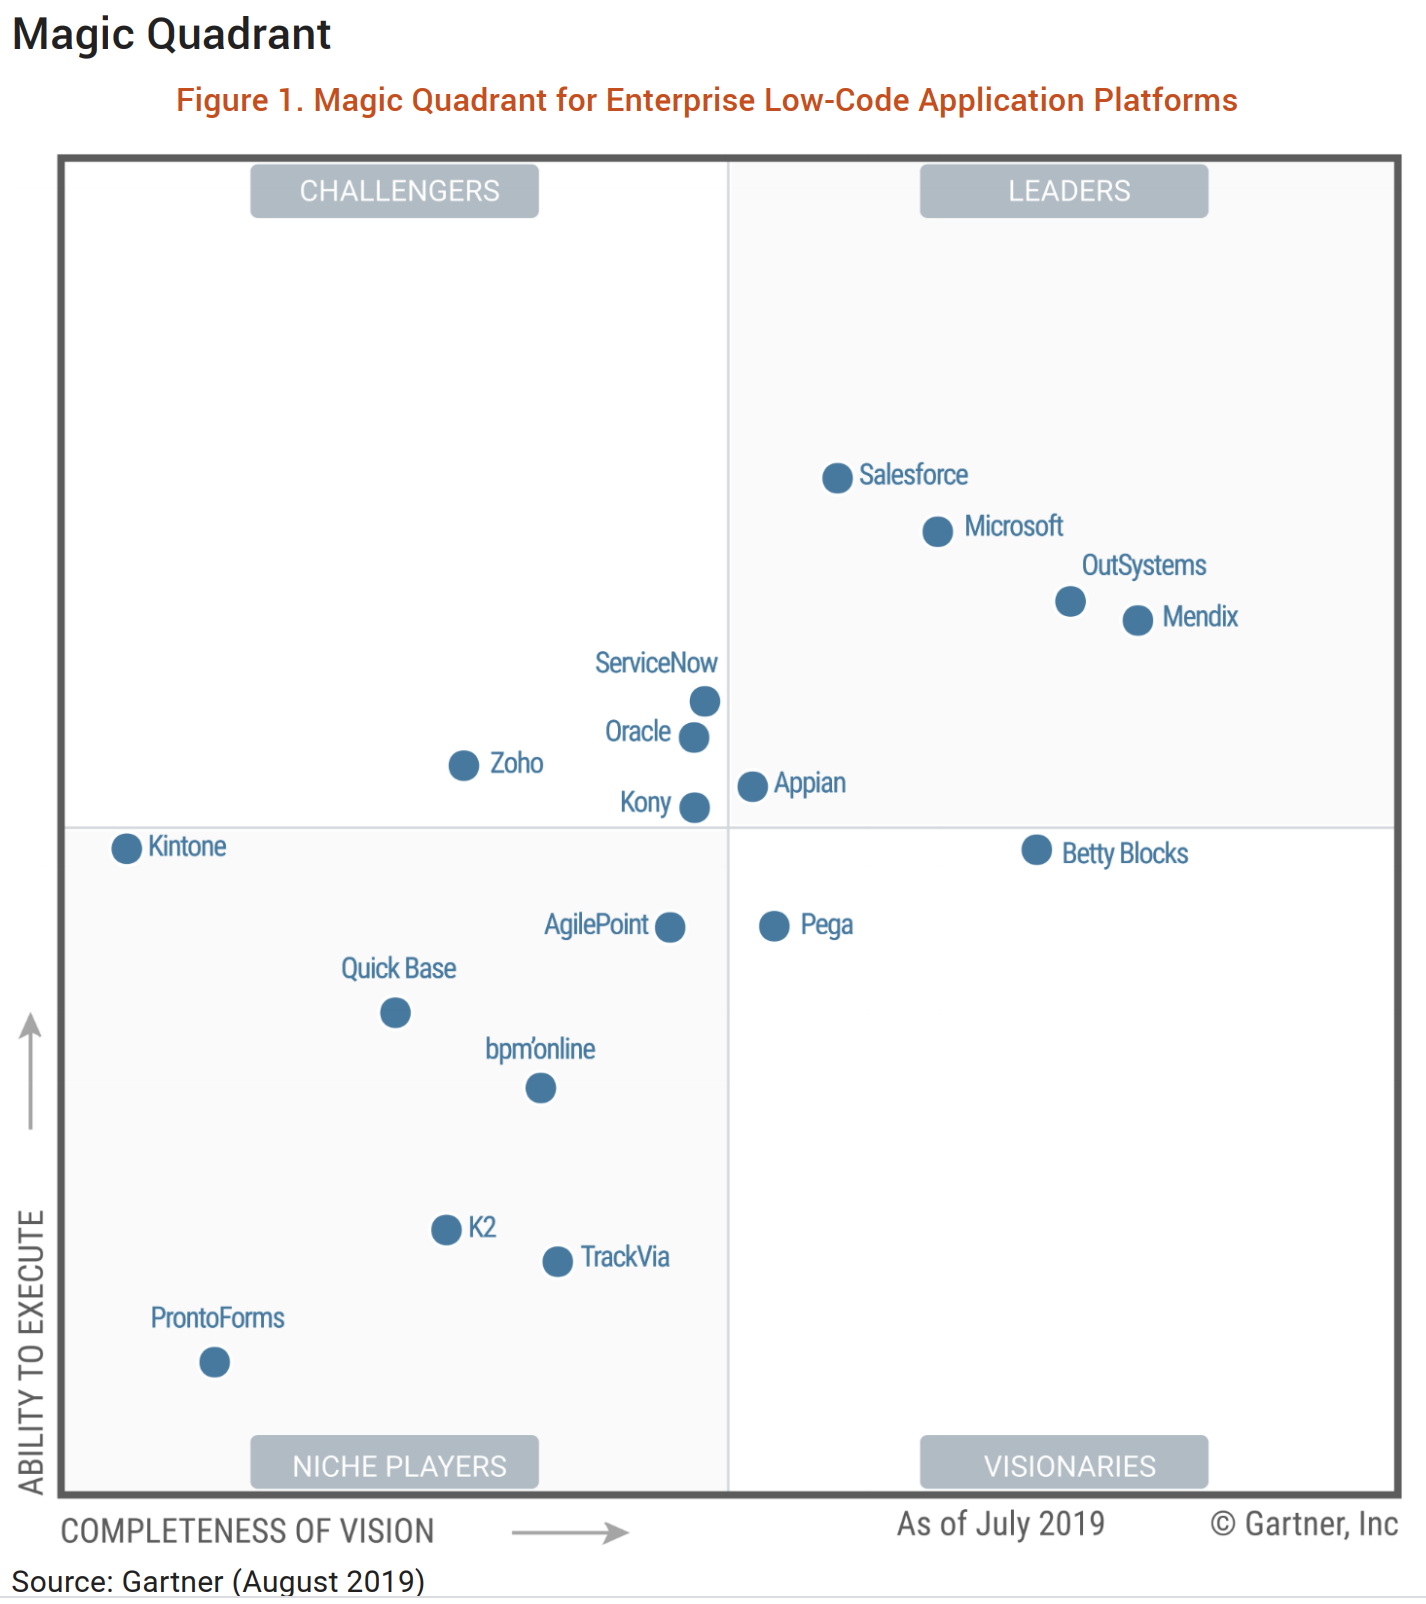 Magic Quadrant
Figure 1. Magic Quadrant for Enterprise Low-Code Application Platforms
CHALLENGERS
LEADERS
Salesforce
Microsoft
OutSystems
Mendix
ServiceNow
Oracle
Zoho
Kony
Appian
Kintone
Betty Blocks
AgilePoint
Pega
Quick Base
bpm’online
K2
TrackVia
ProntoForms
NICHE PLAYERS
VISIONARIES
ABILITY TO EXECUTE
COMPLETENESS OF VISION
As of July 2019
© Gartner, Inc
Source: Gartner (August 2019)